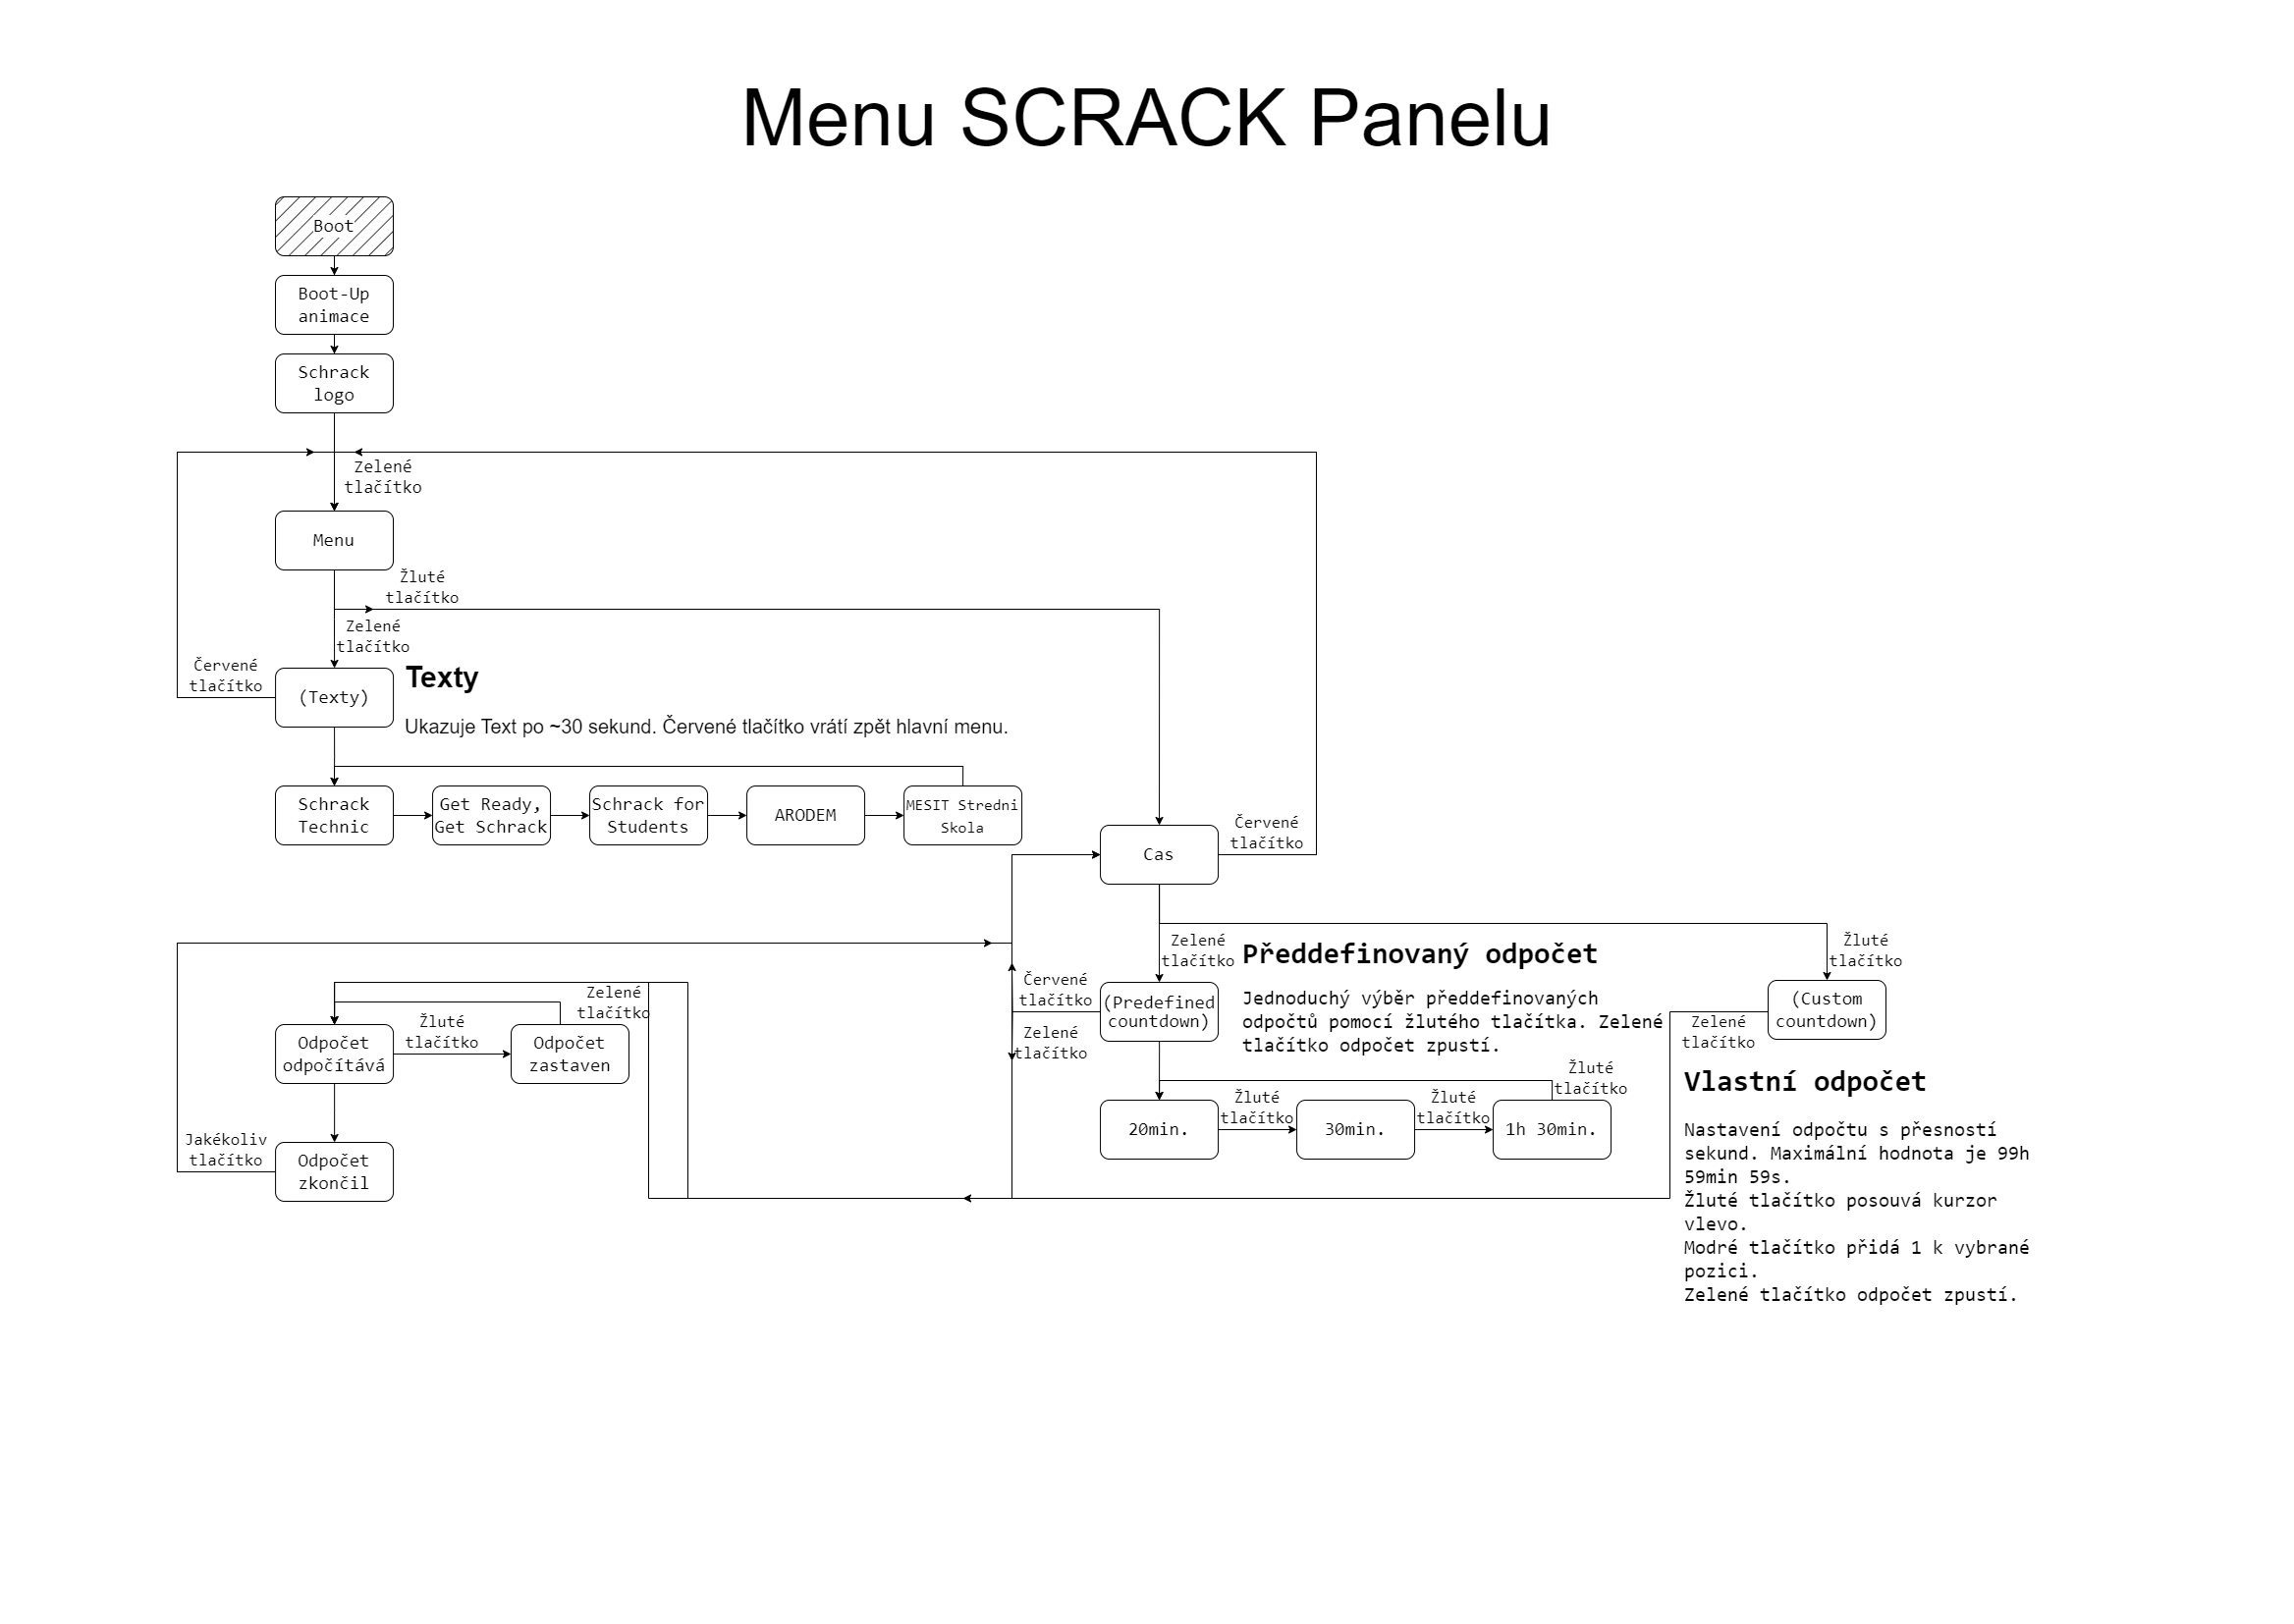 Menu SCRACK Panelu
Boot
Boot-Up
animace
Schrack
logo
Zelené
tlačítko
Menu
Žluté
tlačítko
Zelené
tlačítko
Červené
tlačítko
(Texty)
Texty
Ukazuje Text po ~30 sekund. Červené tlačítko vrátí zpět hlavní menu.
Schrack
Technic
Get Ready,
Get Schrack
Schrack for
Students
ARODEM
MESIT Stredni
Skola
Cas
Červené
tlačítko
Zelené
tlačítko
Žluté
tlačítko
Předdefinovaný odpočet
Jednoduchý výběr předdefinovaných
odpočtů pomocí žlutého tlačítka. Zelené
tlačítko odpočet zpustí.
Červené
tlačítko
Zelené
tlačítko
(Predefined
countdown)
(Custom
countdown)
Zelené
tlačítko
Zelené
tlačítko
Žluté
tlačítko
Odpočet
odpočítává
Odpočet
zastaven
Jakékoliv
tlačítko
Odpočet
zkončil
20min.
Žluté
tlačítko
30min.
Žluté
tlačítko
1h 30min.
Žluté
tlačítko
Vlastní odpočet
Nastavení odpočtu s přesností
sekund. Maximální hodnota je 99h
59min 59s.
Žluté tlačítko posouvá kurzor
vlevo.
Modré tlačítko přidá 1 k vybrané
pozici.
Zelené tlačítko odpočet zpustí.